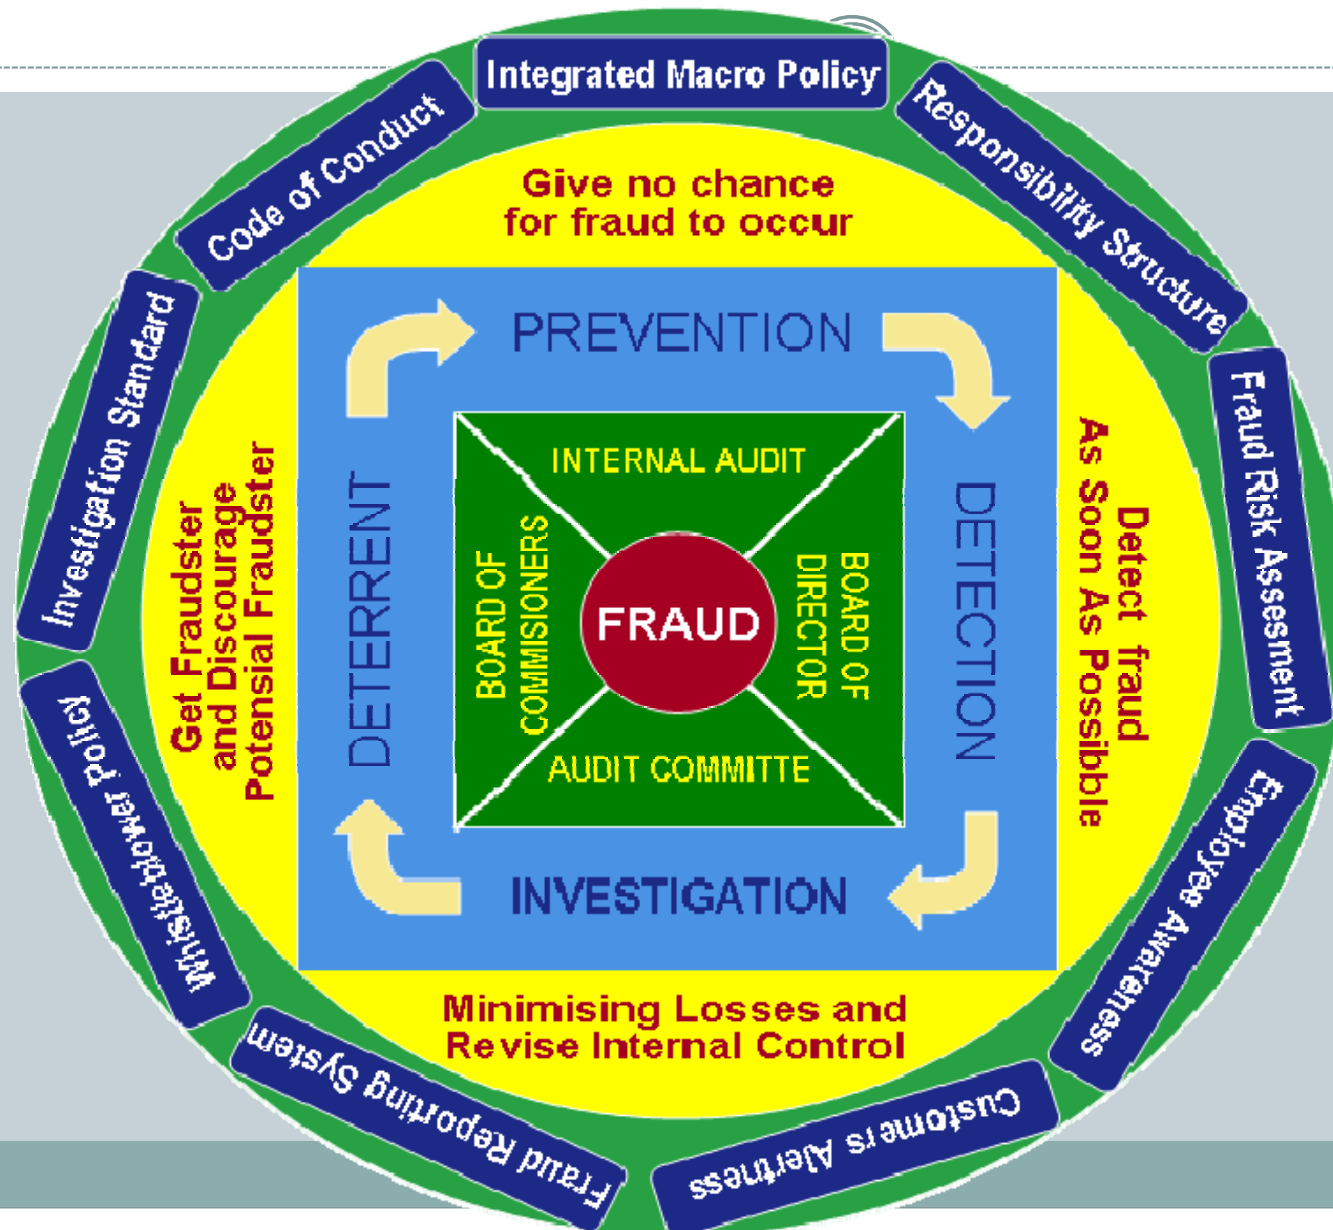 Integrated Macro Policy
Responsibility Structure
Fraud Risk Assesment
Employee Awareness
Customers Alertness
Fraud Reporting System
Whistleblower Policy
Investigation Standard
Code of Conduct
Give no chance
for fraud to occur
Detect fraud
As Soon As Possibble
Minimising Losses and
Revise Internal Control
Get Fraudster
and Discourage
Potensial Fraudster
PREVENTION
DETECTION
INVESTIGATION
DETERRENT
INTERNAL AUDIT
BOARD OF
DIRECTOR
AUDIT COMMITTE
BOARD OF
COMMISIONERS
FRAUD